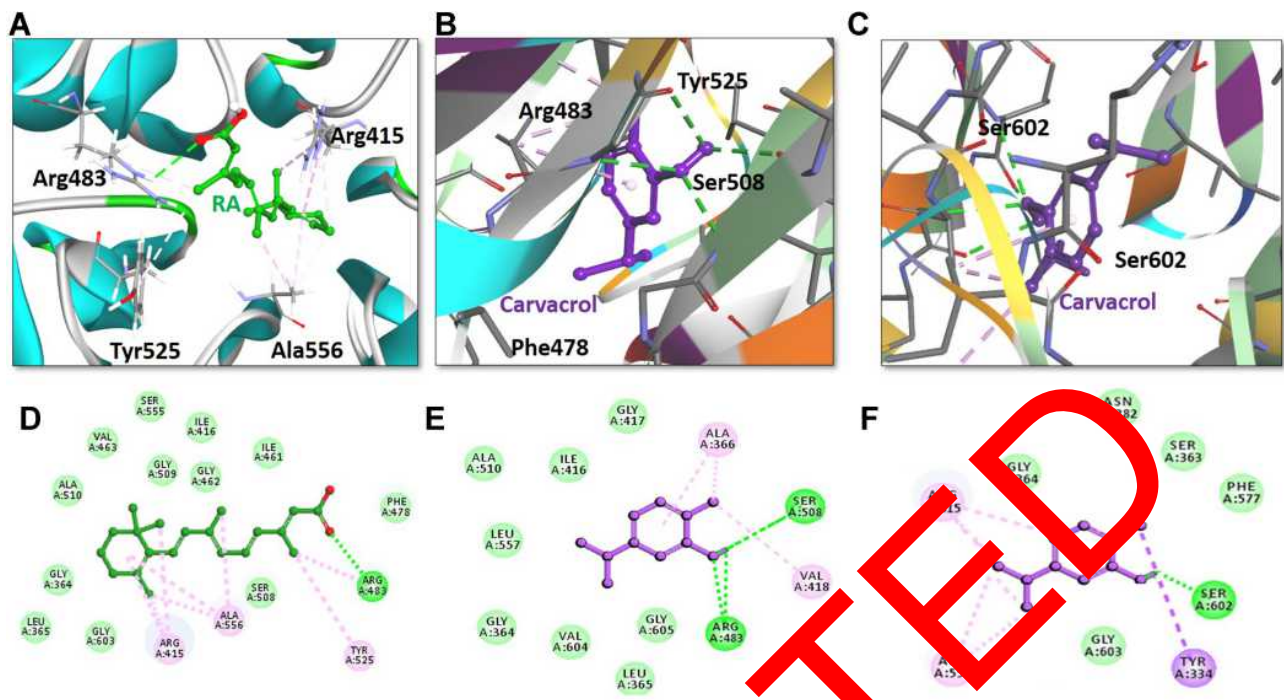 A
B
C
Arg483
Arg415
RA
Tyr525
Ala556
Arg483
Tyr525
Ser508
Carvacrol
Phe478
Ser602
Ser602
Carvacrol
D
SER
A:555
VAL
A:463
ILE
A:416
ILE
A:461
GLY
A:509
GLY
A:462
ALA
A:510
PHE
A:478
GLY
A:364
SER
A:508
ARG
A:483
LEU
A:365
GLY
A:603
ALA
A:556
ARG
A:415
TYR
A:525
E
GLY
A:417
ALA
A:366
ALA
A:510
ILE
A:416
SER
A:508
LEU
A:557
VAL
A:418
GLY
A:364
VAL
A:604
GLY
A:605
ARG
A:483
LEU
A:365
F
ASN
SER
A:363
GLY
PHE
A:577
SER
A:602
GLY
A:603
TYR
A:334
TED